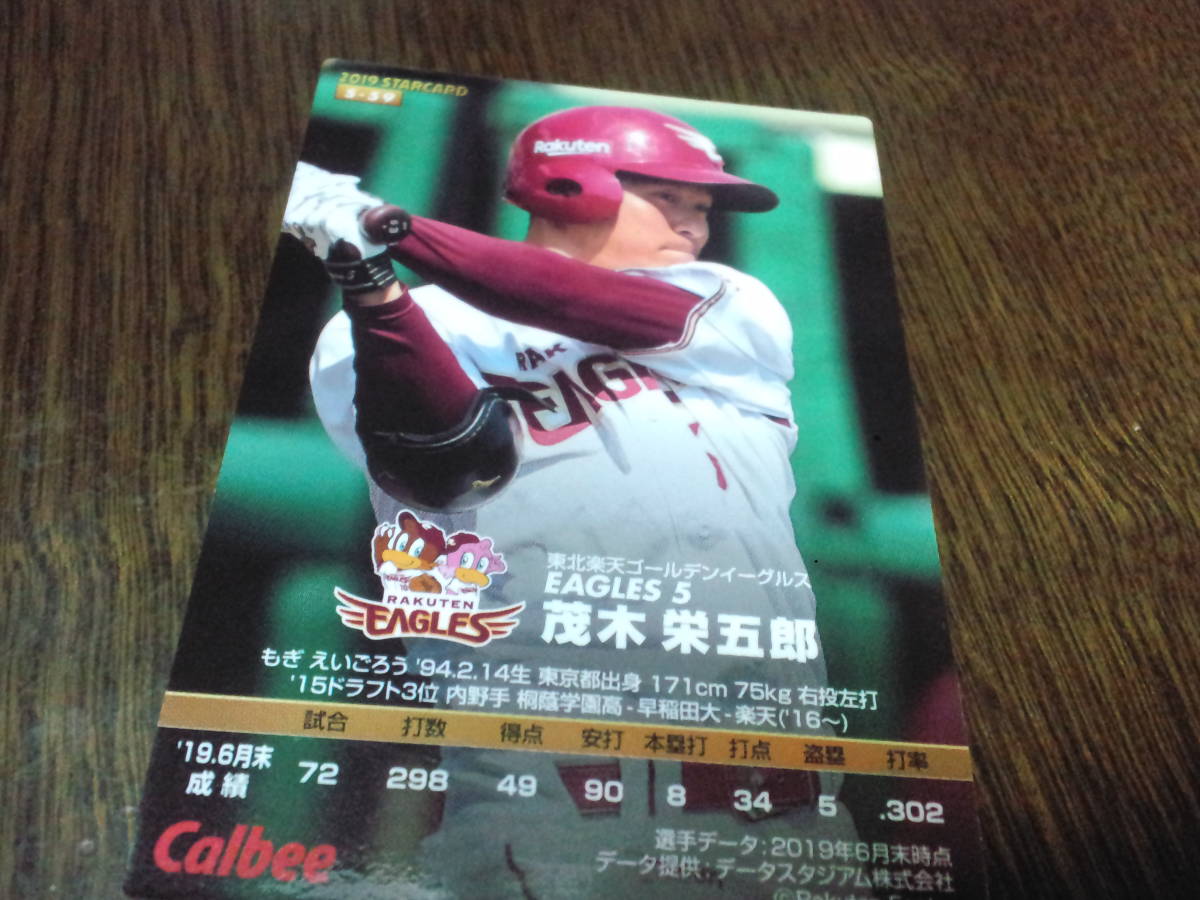 2019 STARCARD
S-59
Rakuten
EAGL
東北楽天ゴールデンイーグルス
EAGLES 5
茂木 栄五郎
RAKUTEN
EAGLES
もぎ えいごろう '94.2.14生 東京都出身 171cm 75kg 右投左打
'15ドラフト3位 内野手 桐蔭学園高-早稲田大-楽天('16〜)
試合 打数 得点 安打 本塁打 打点 盗塁 打率
'19.6月末
成績 72 298 49 90 8 34 5 .302
Calbee
選手データ:2019年6月末時点
データ提供:データスタジアム株式会社